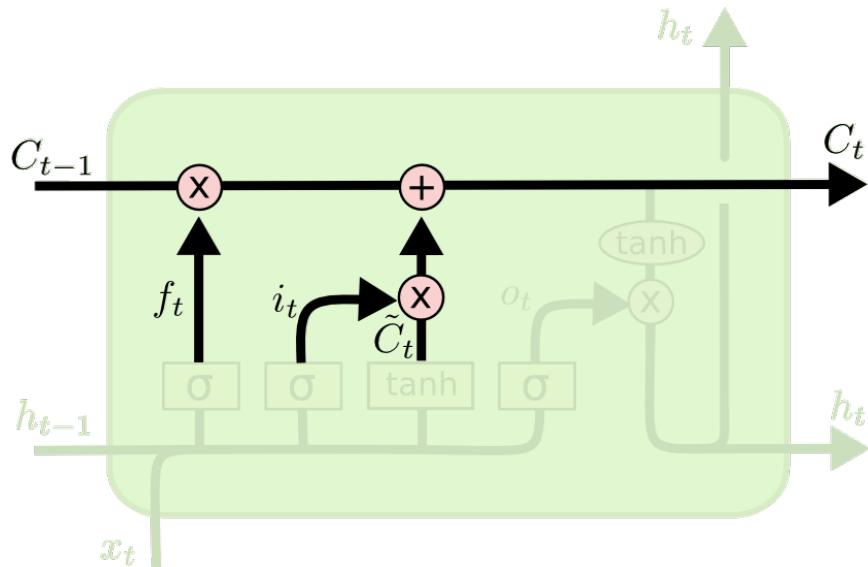 h_t
C_{t-1} C_t
x +
tanh
f_t i_t x o_t x
C̃_t
σ σ tanh σ
h_{t-1} h_t
x_t